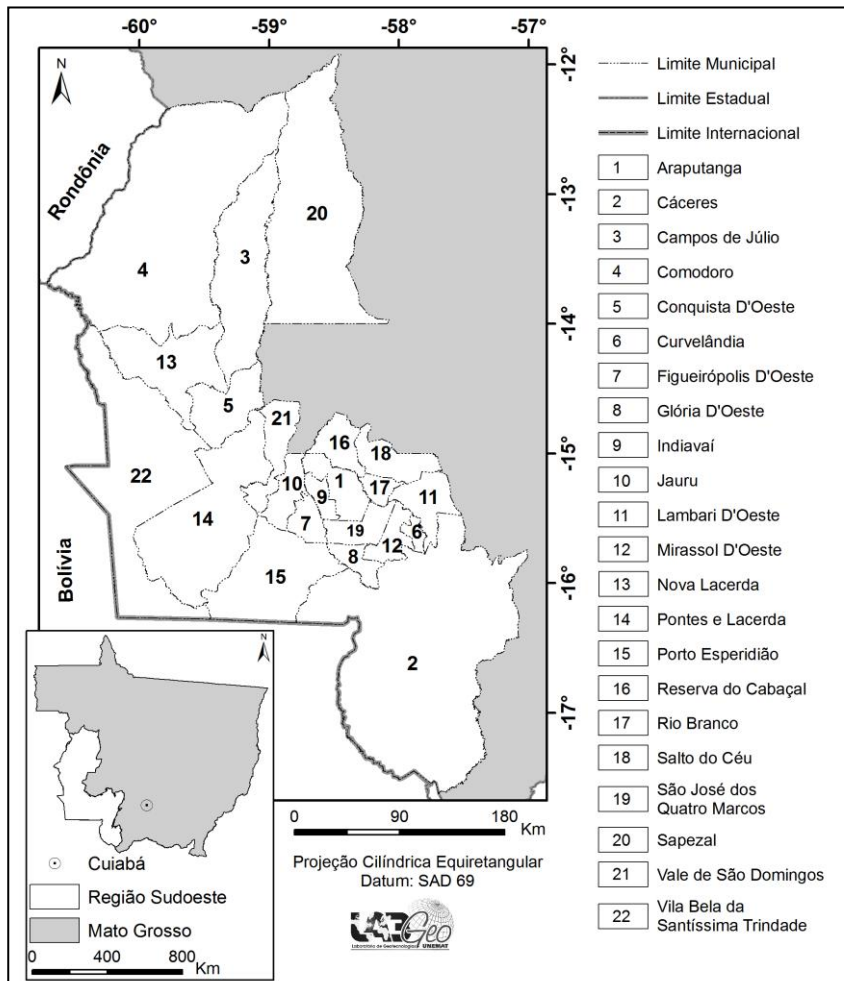 -60° -59° -58° -57°
-12°
-13°
-14°
-15°
-16°
-17°
N
Rondônia
Bolívia
20
3
4
13
5
21
16
18
10
9
1
17
11
22
7
19
6
14
8
12
15
2
Limite Municipal
Limite Estadual
Limite Internacional
1 Araputanga
2 Cáceres
3 Campos de Júlio
4 Comodoro
5 Conquista D'Oeste
6 Curvelândia
7 Figueirópolis D'Oeste
8 Glória D'Oeste
9 Indiavaí
10 Jauru
11 Lambari D'Oeste
12 Mirassol D'Oeste
13 Nova Lacerda
14 Pontes e Lacerda
15 Porto Esperidião
16 Reserva do Cabaçal
17 Rio Branco
18 Salto do Céu
19 São José dos
Quatro Marcos
20 Sapezal
21 Vale de São Domingos
22 Vila Bela da
Santíssima Trindade
N
Cuiabá
Região Sudoeste
Mato Grosso
0 400 800
Km
0 90 180
Km
Projeção Cilíndrica Equiretangular
Datum: SAD 69
Geo
Laboratório de Geotecnologias UNEMAT